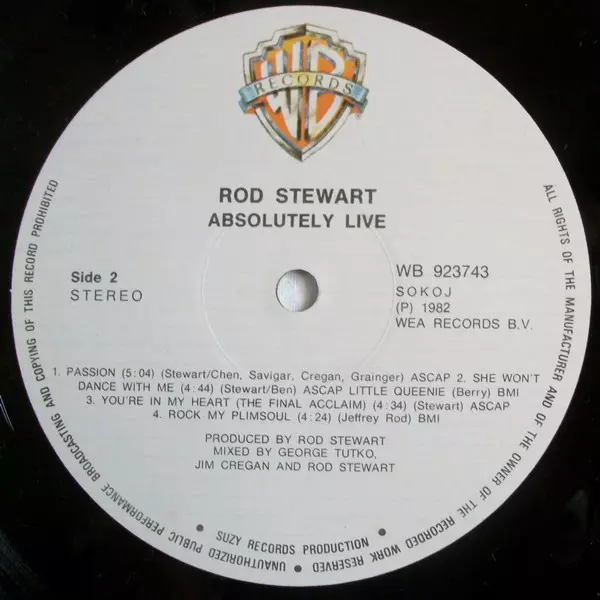 WB
RECORDS
ROD STEWART
ABSOLUTELY LIVE
Side 2
STEREO
WB 923743
SOKOJ
(P) 1982
WEA RECORDS B.V.
1. PASSION (5:04) (Stewart/Chen, Savigar, Cregan, Grainger) ASCAP 2. SHE WON'T
DANCE WITH ME (4:44) (Stewart/Ben) ASCAP LITTLE QUEENIE (Berry) BMI
3. YOU'RE IN MY HEART (THE FINAL ACCLAIM) (4:34) (Stewart) ASCAP
4. ROCK MY PLIMSOUL (4:24) (Jeffrey Rod) BMI
PRODUCED BY ROD STEWART
MIXED BY GEORGE TUTKO,
JIM CREGAN AND ROD STEWART
• SUZY RECORDS PRODUCTION •
ALL RIGHTS OF THE MANUFACTURER AND OF THE OWNER OF THE RECORDED WORK RESERVED • UNAUTHORIZED PUBLIC PERFORMANCE BROADCASTING AND COPYING OF THIS RECORD PROHIBITED